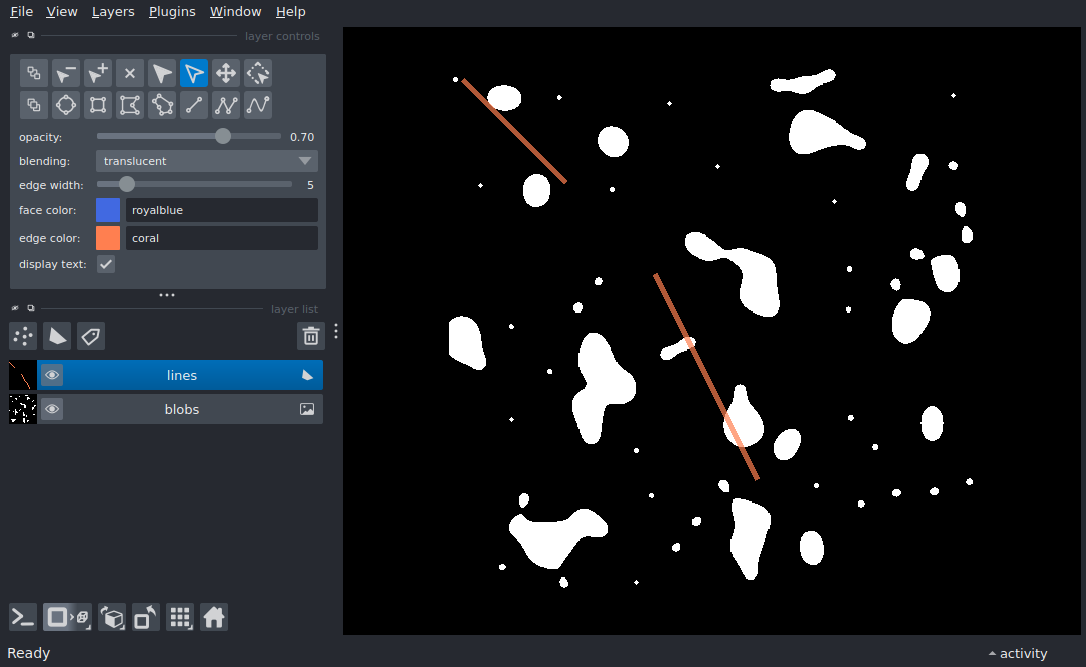 File View Layers Plugins Window Help
layer controls
opacity: 0.70
blending: translucent
edge width: 5
face color: royalblue
edge color: coral
display text:
layer list
lines
blobs
Ready
activity